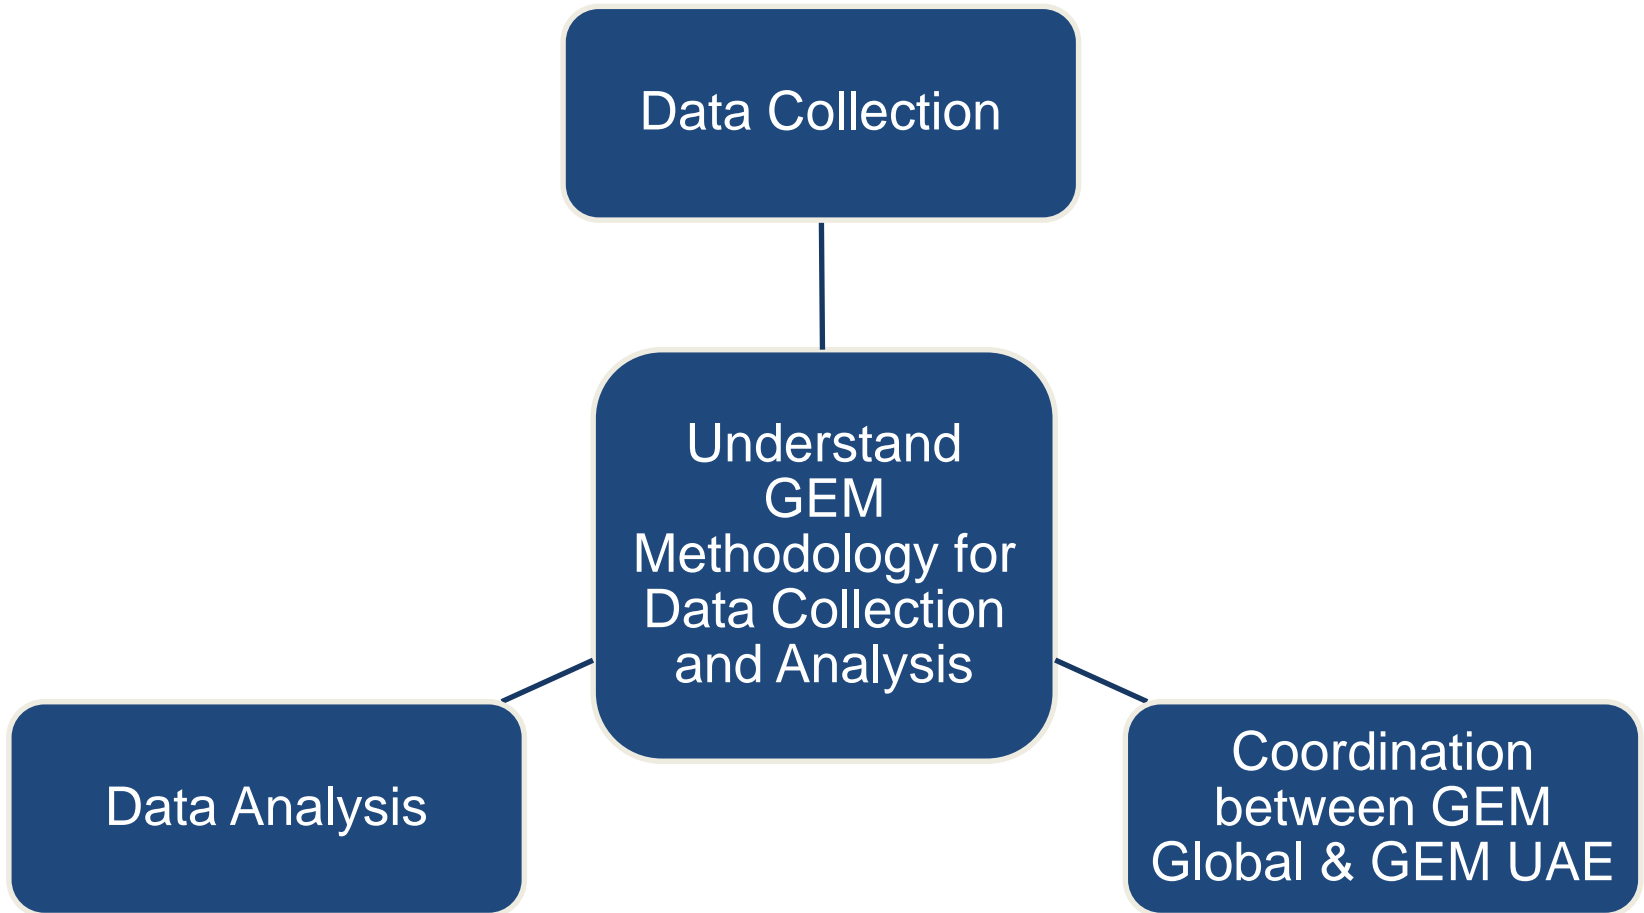 Data Collection
Understand
GEM
Methodology for
Data Collection
and Analysis
Data Analysis
Coordination
between GEM
Global & GEM UAE